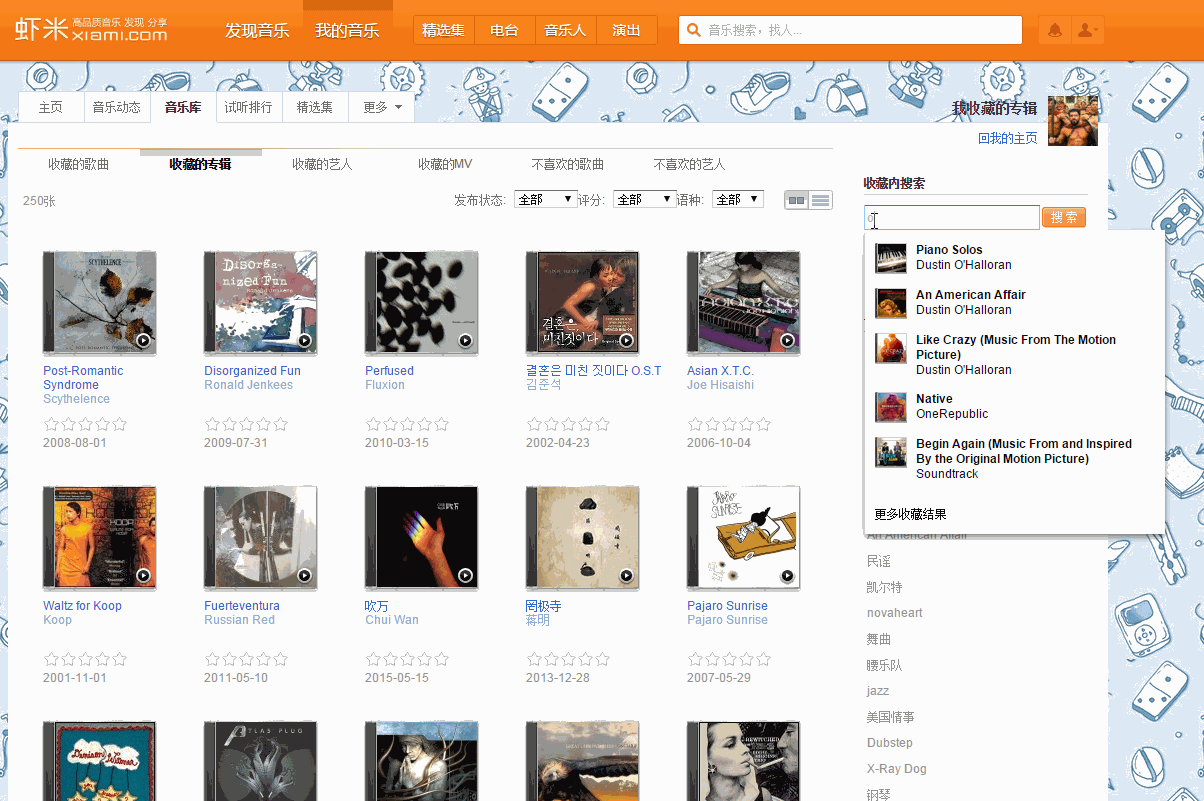 虾米 高品质音乐 发现 分享
xiami.com
发现音乐 我的音乐 精选集 电台 音乐人 演出 音乐搜索，找人...
主页 音乐动态 音乐库 试听排行 精选集 更多
我收藏的专辑
回我的主页
收藏的歌曲 收藏的专辑 收藏的艺人 收藏的MV 不喜欢的歌曲 不喜欢的艺人
250张 发布状态: 全部 评分: 全部 语种: 全部
Post-Romantic
Syndrome
Scythelence
2008-08-01
Disorganized Fun
Ronald Jenkees
2009-07-31
Perfused
Fluxion
2010-03-15
결혼은 미친 짓이다 O.S.T
김준석
2002-04-23
Asian X.T.C.
Joe Hisaishi
2006-10-04
Waltz for Koop
Koop
2001-11-01
Fuerteventura
Russian Red
2011-05-10
吹万
Chui Wan
2015-05-15
罔极寺
蒋明
2013-12-28
Pajaro Sunrise
Pajaro Sunrise
2007-05-29
收藏内搜索
搜 索
Piano Solos
Dustin O'Halloran
An American Affair
Dustin O'Halloran
Like Crazy (Music From The Motion
Picture)
Dustin O'Halloran
Native
OneRepublic
Begin Again (Music From and Inspired
By the Original Motion Picture)
Soundtrack
更多收藏结果
An American Affair
民谣
凯尔特
novaheart
舞曲
腰乐队
jazz
美国情事
Dubstep
X-Ray Dog
钢琴